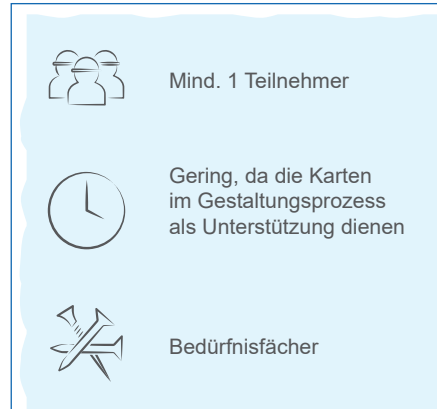 Mind. 1 Teilnehmer
Gering, da die Karten
im Gestaltungsprozess
als Unterstützung dienen
Bedürfnisfächer